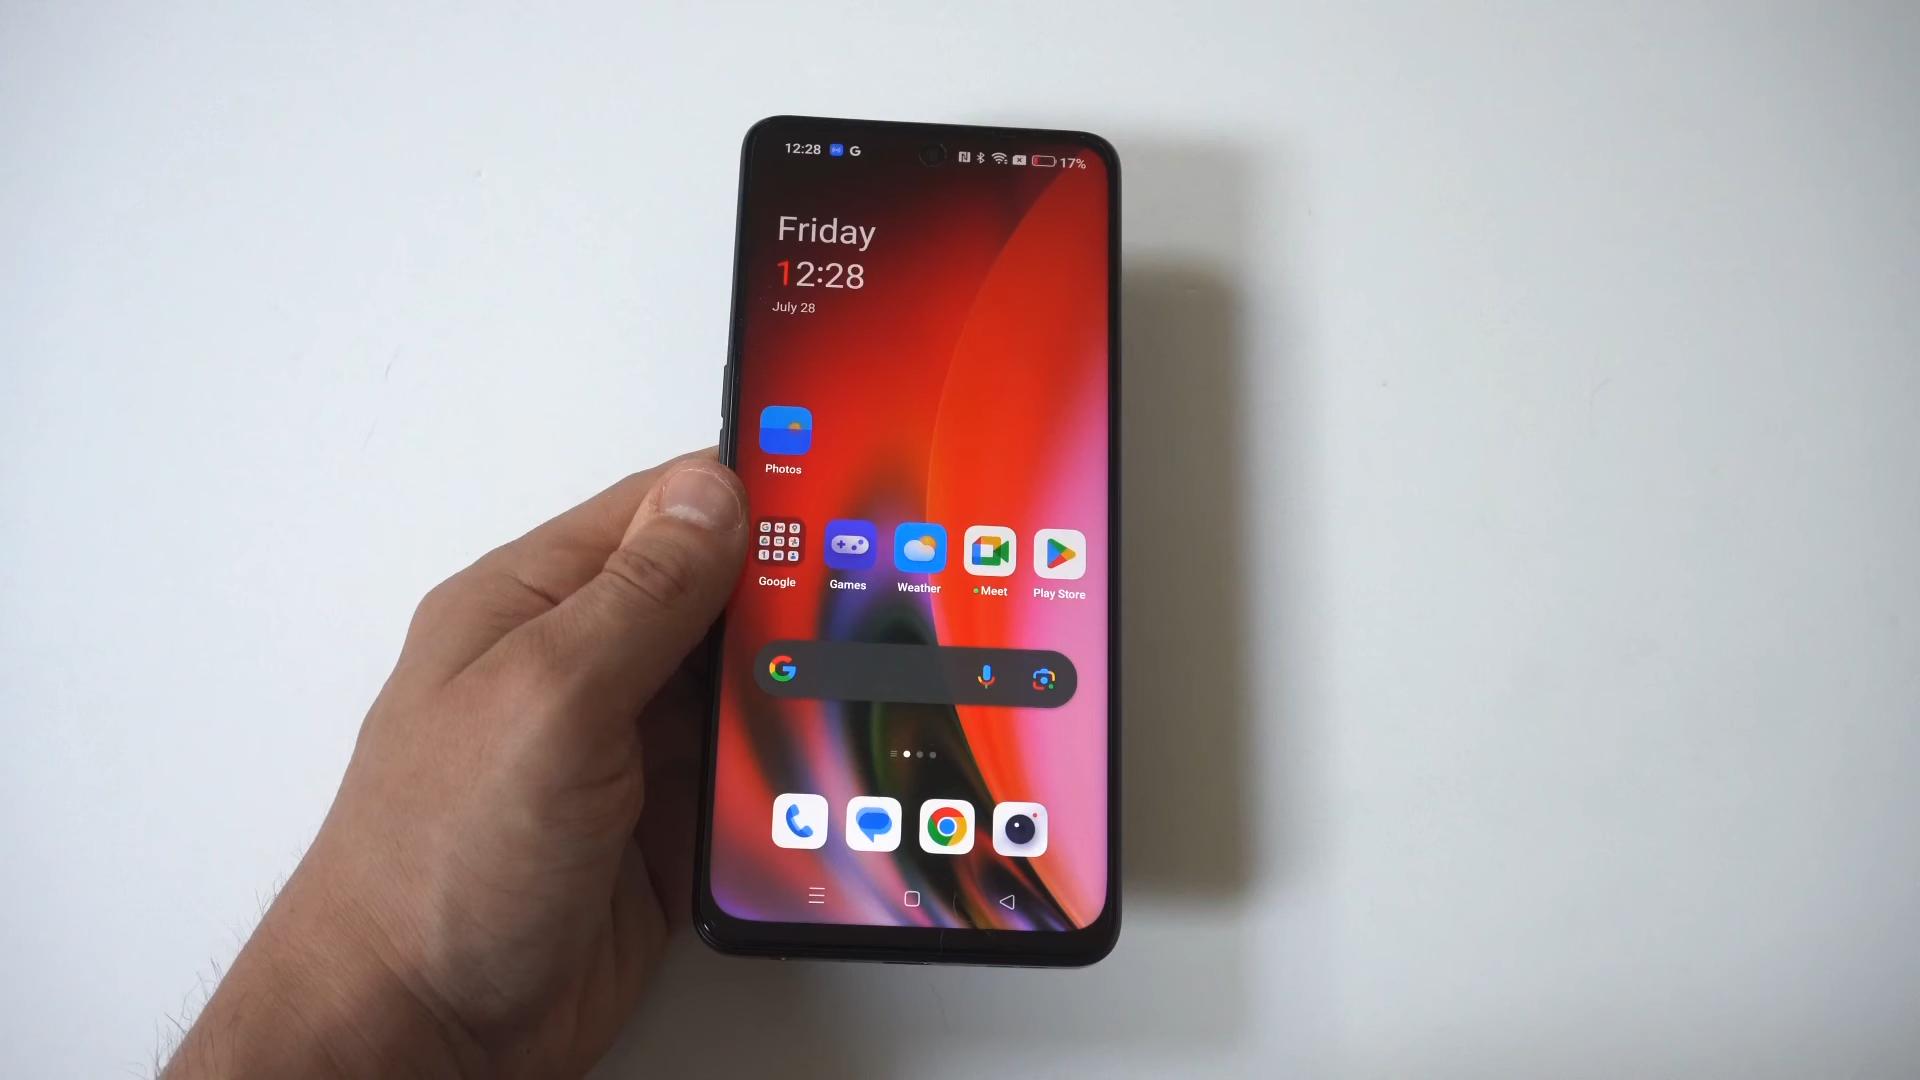 12:28
17%
Friday
12:28
July 28
Photos
Google
Games
Weather
Meet
Play Store